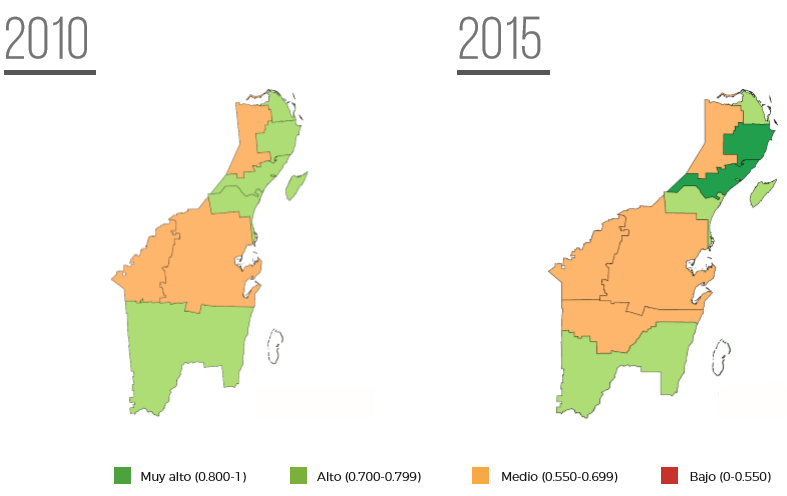 2010
2015
Muy alto (0.800-1)
Alto (0.700-0.799)
Medio (0.550-0.699)
Bajo (0-0.550)